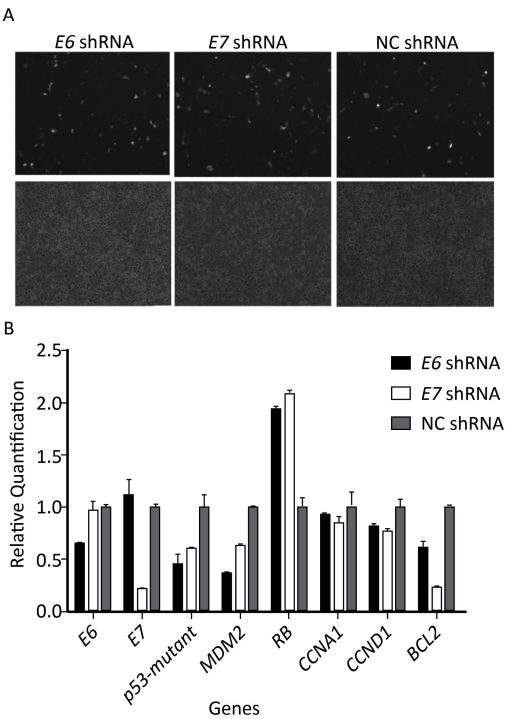 A
E6 shRNA E7 shRNA NC shRNA
B
Relative Quantification
2.5
2.0
1.5
1.0
0.5
0.0
E6 shRNA
E7 shRNA
NC shRNA
E6 E7 p53-mutant MDM2 RB CCNA1 CCND1 BCL2
Genes